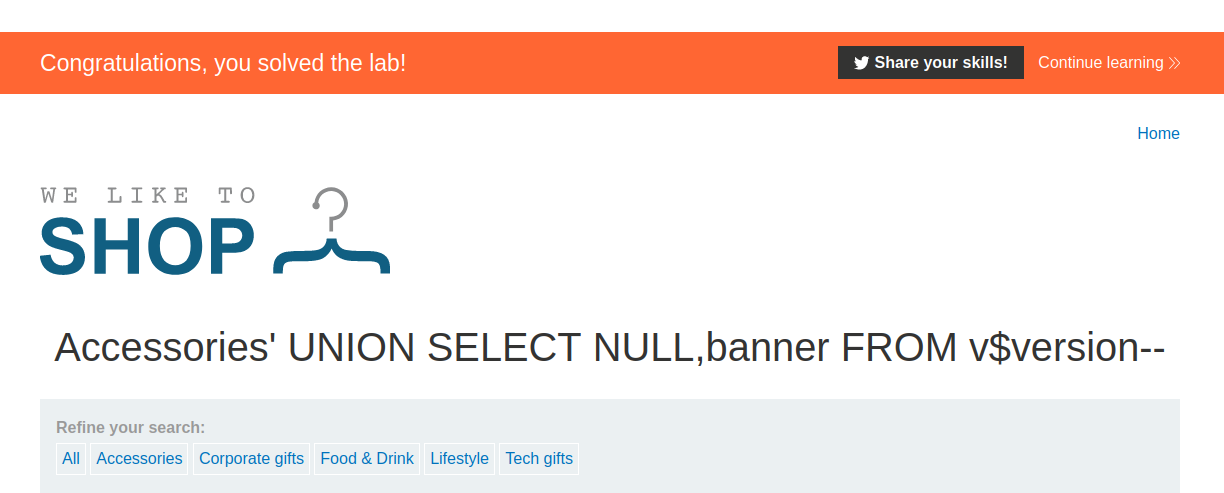 Congratulations, you solved the lab!
Share your skills!
Continue learning
Home
WE LIKE TO
SHOP
Accessories' UNION SELECT NULL,banner FROM v$version--
Refine your search:
All Accessories Corporate gifts Food & Drink Lifestyle Tech gifts